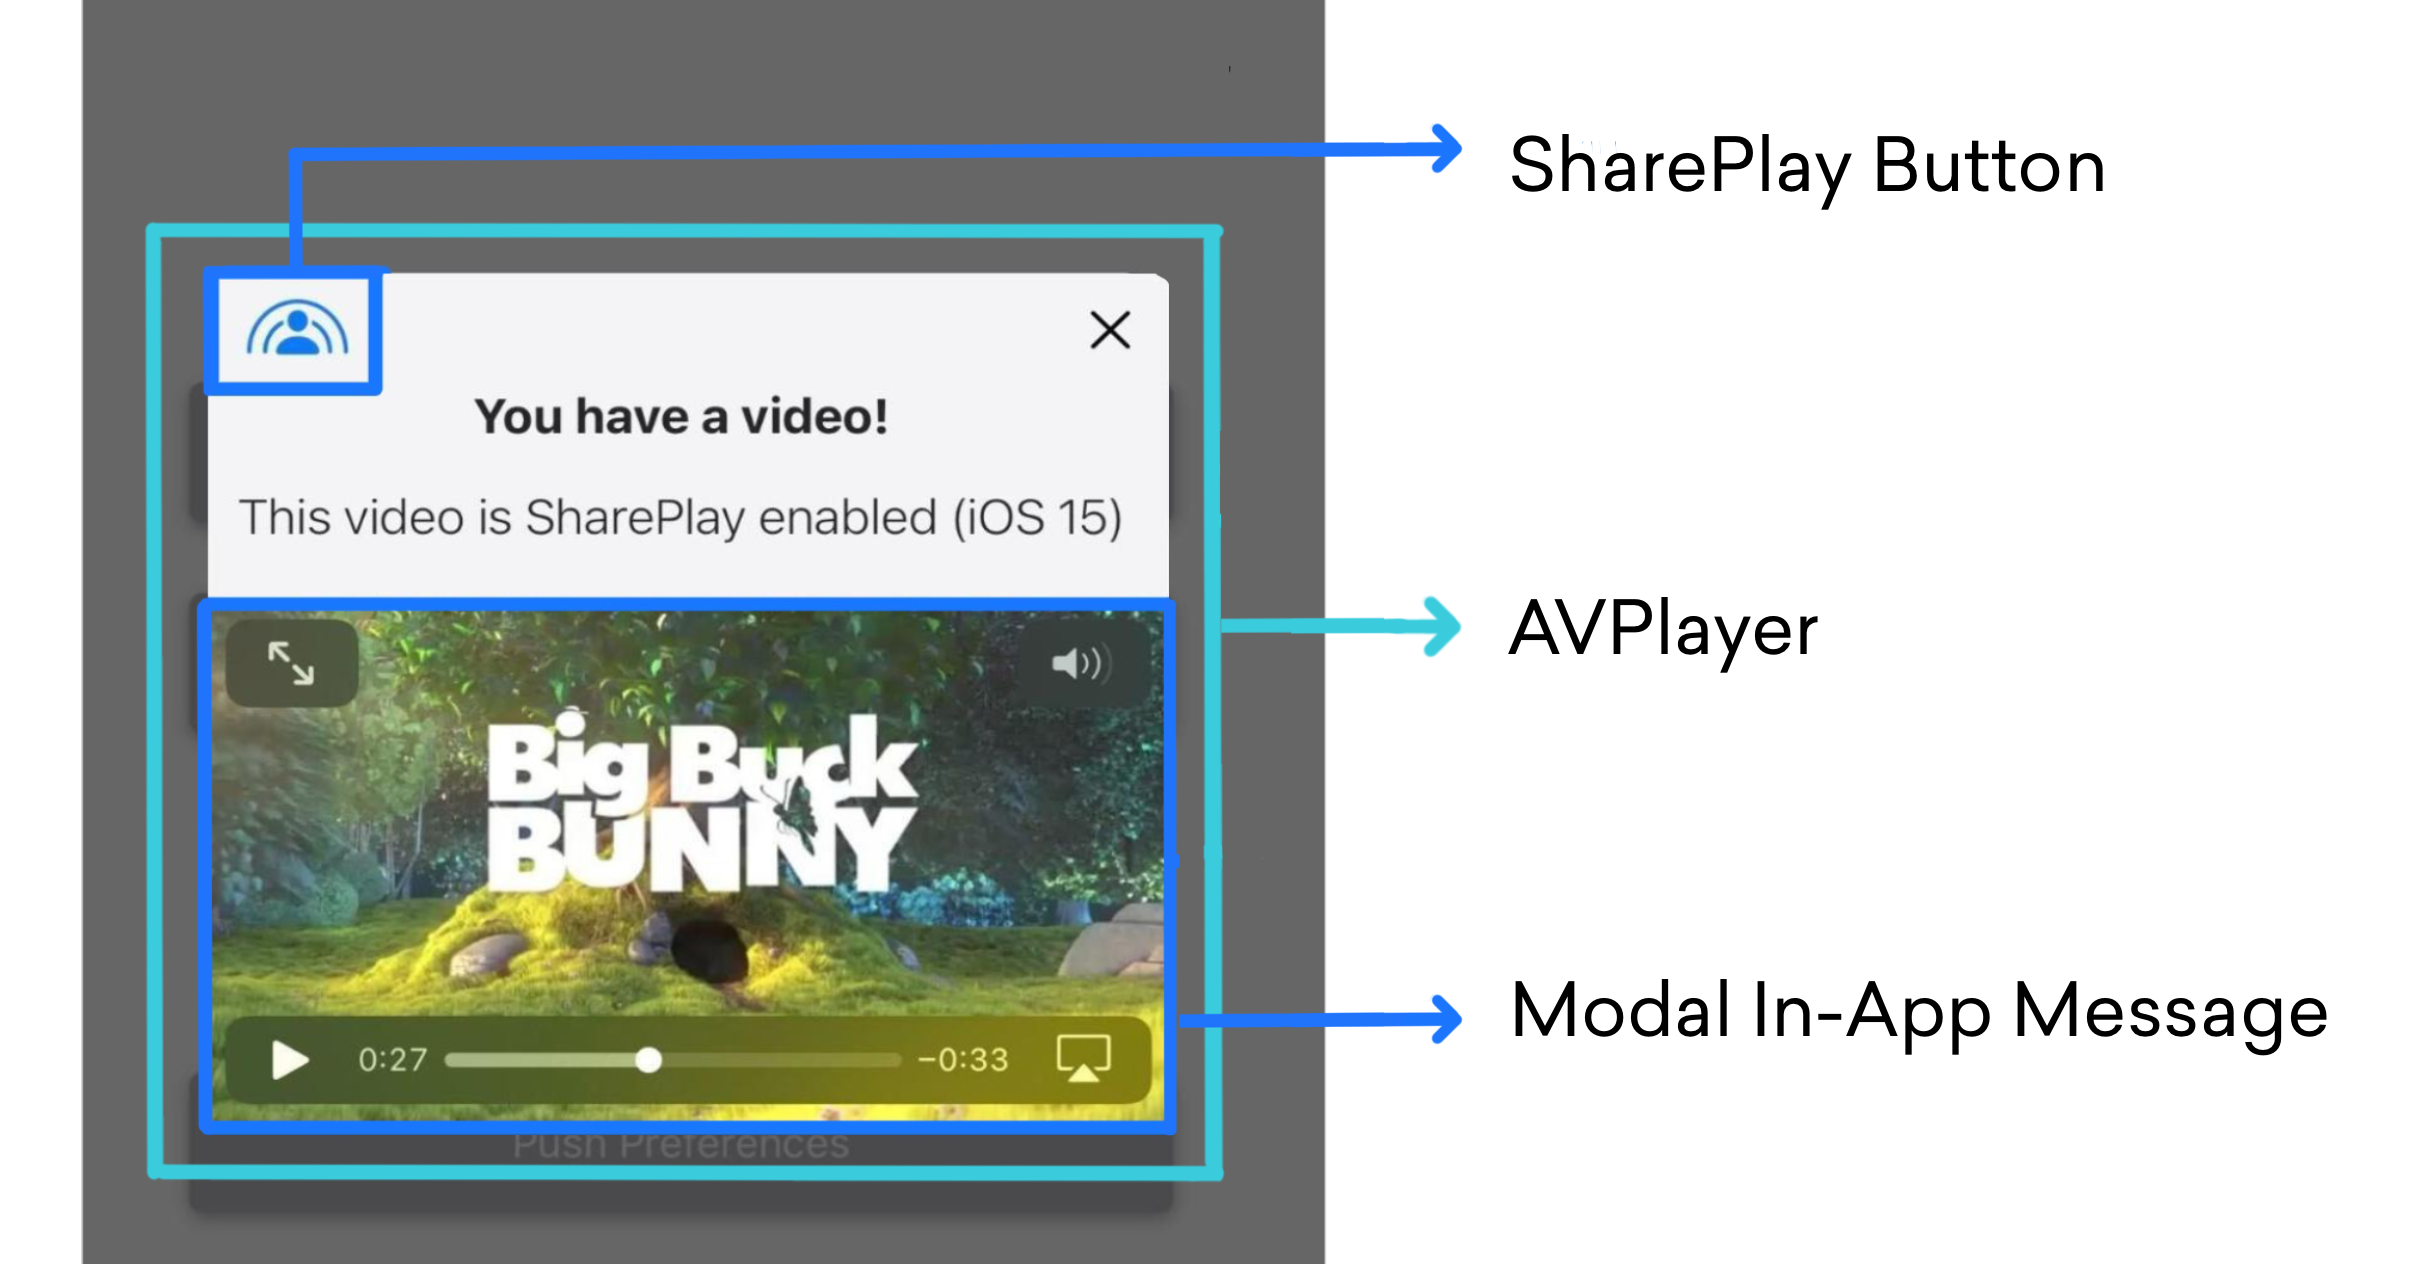 SharePlay Button
You have a video!
This video is SharePlay enabled (iOS 15)
AVPlayer
Big Buck
BUNNY
Modal In-App Message
0:27
-0:33
Push Preferences